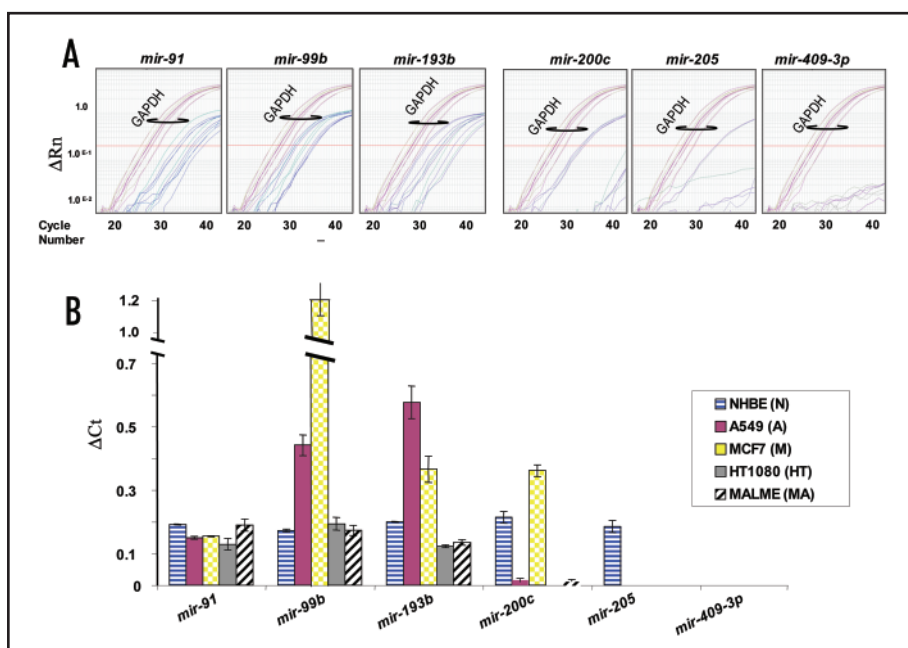 A
mir-91 mir-99b mir-193b mir-200c mir-205 mir-409-3p
GAPDH GAPDH GAPDH GAPDH GAPDH GAPDH
ΔRn
1.0
1.0 E-1
1.0 E-2
Cycle Number
20 30 40 20 30 40 20 30 40 20 30 40 20 30 40 20 30 40
B
ΔCt
1.2
1.0
0.7
0.5
0.3
0.1
0
NHBE (N)
A549 (A)
MCF7 (M)
HT1080 (HT)
MALME (MA)
mir-91 mir-99b mir-193b mir-200c mir-205 mir-409-3p